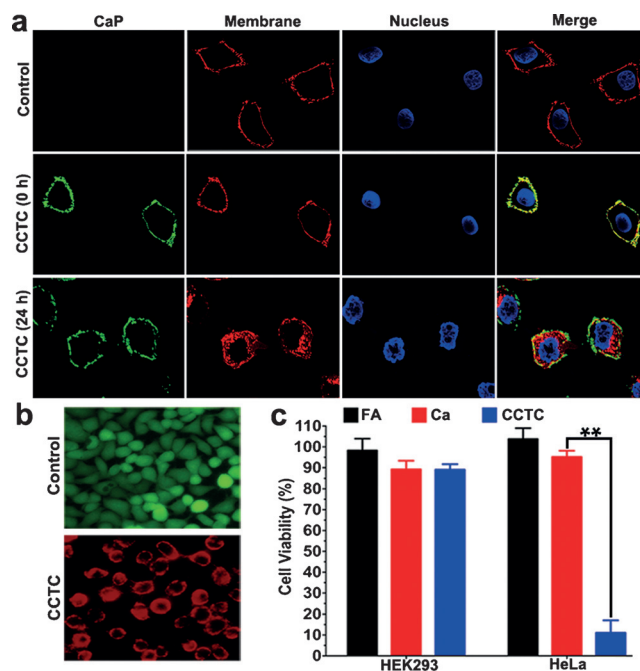 a
CaP Membrane Nucleus Merge
Control
CCTC (0 h)
CCTC (24 h)
b
Control
CCTC
c
FA Ca CCTC
**
Cell Viability (%)
110
100
90
80
70
60
50
40
30
20
10
0
HEK293 HeLa